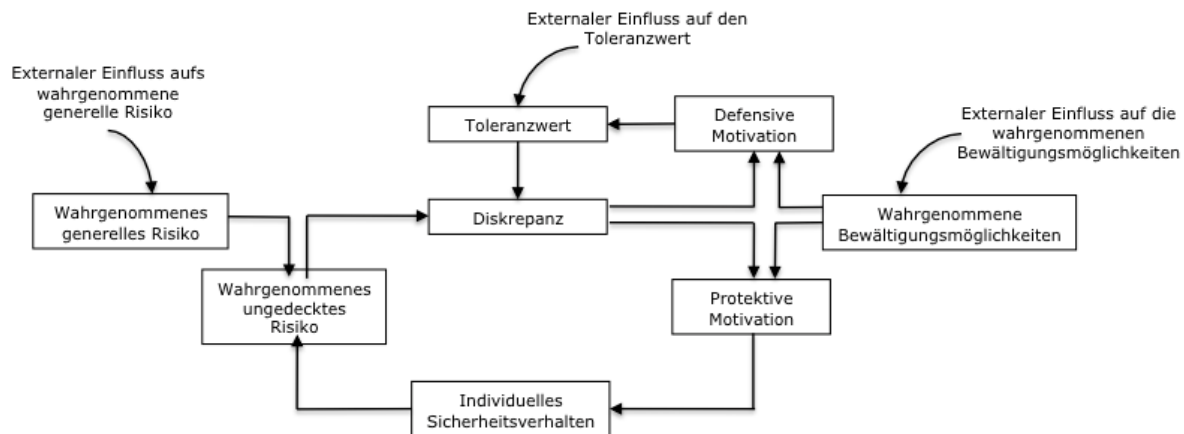 Externaler Einfluss auf den
Toleranzwert
Externaler Einfluss aufs
wahrgenommene
generelle Risiko
Toleranzwert
Defensive
Motivation
Externaler Einfluss auf die
wahrgenommenen
Bewältigungsmöglichkeiten
Wahrgenommenes
generelles Risiko
Diskrepanz
Wahrgenommene
Bewältigungsmöglichkeiten
Wahrgenommenes
ungedecktes
Risiko
Protektive
Motivation
Individuelles
Sicherheitsverhalten